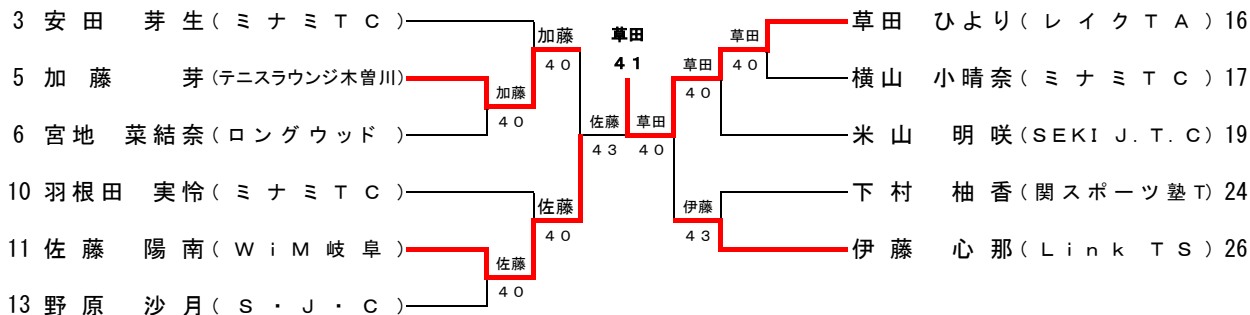 3 安田 芽生(ミナミTC)
5 加藤 芽(テニスラウンジ木曽川)
6 宮地 菜結奈(ロングウッド)
10 羽根田 実怜(ミナミTC)
11 佐藤 陽南(WiM岐阜)
13 野原 沙月(S・J・C)
加藤
40
加藤
40
佐藤
43
佐藤
40
佐藤
40
草田
41
草田
40
草田
40
草田
40
伊藤
43
草田 ひより(レイクTA) 16
横山 小晴奈(ミナミTC) 17
米山 明咲(SEKI J.T.C) 19
下村 柚香(関スポーツ塾T) 24
伊藤 心那(Link TS) 26